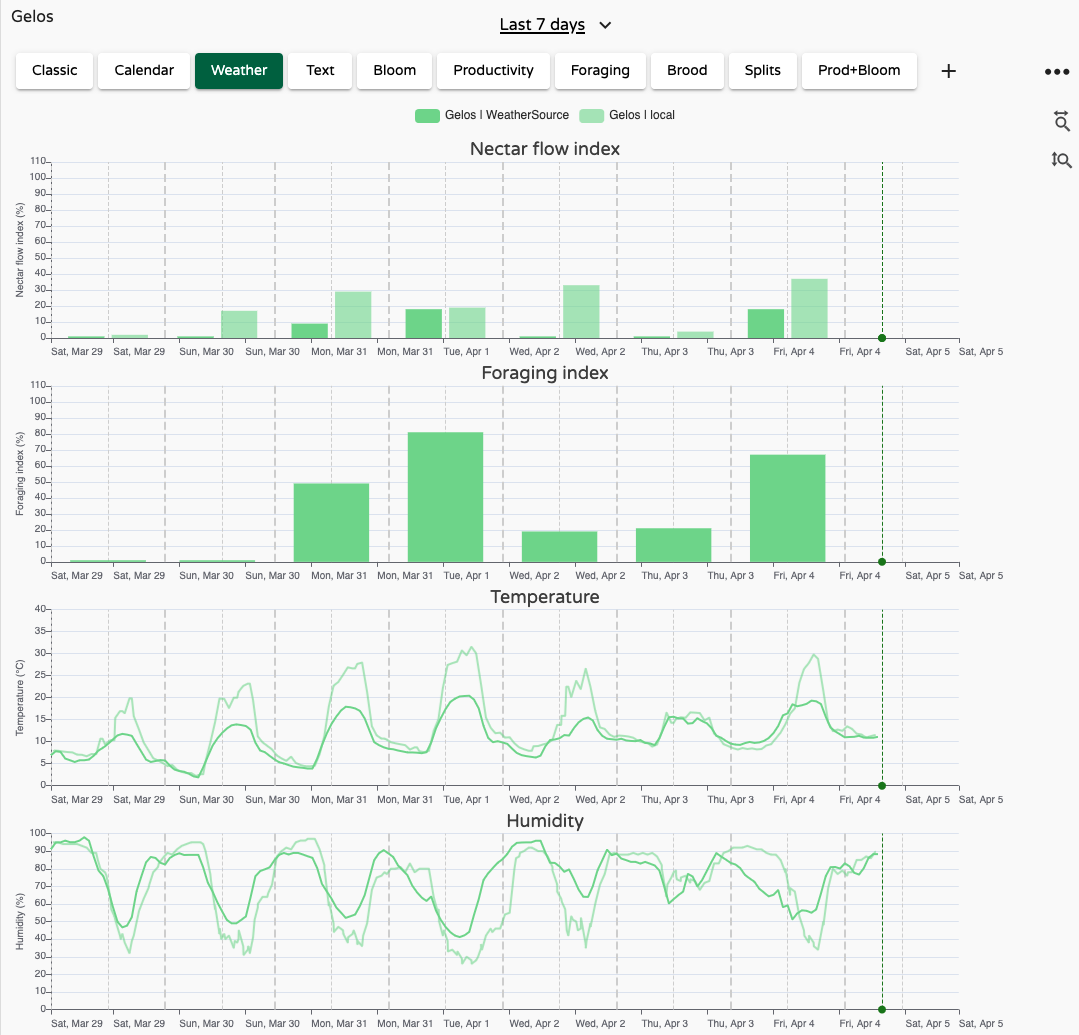 Gelos
Last 7 days
Classic Calendar Weather Text Bloom Productivity Foraging Brood Splits Prod+Bloom +
Gelos | WeatherSource Gelos | local
Nectar flow index
Nectar flow index (%)
110
100
90
80
70
60
50
40
30
20
10
0
Sat, Mar 29 Sat, Mar 29 Sun, Mar 30 Sun, Mar 30 Mon, Mar 31 Mon, Mar 31 Tue, Apr 1 Wed, Apr 2 Wed, Apr 2 Thu, Apr 3 Thu, Apr 3 Fri, Apr 4 Fri, Apr 4 Sat, Apr 5 Sat, Apr 5
Foraging index
Foraging index (%)
110
100
90
80
70
60
50
40
30
20
10
0
Sat, Mar 29 Sat, Mar 29 Sun, Mar 30 Sun, Mar 30 Mon, Mar 31 Mon, Mar 31 Tue, Apr 1 Wed, Apr 2 Wed, Apr 2 Thu, Apr 3 Thu, Apr 3 Fri, Apr 4 Fri, Apr 4 Sat, Apr 5 Sat, Apr 5
Temperature
Temperature (°C)
40
35
30
25
20
15
10
5
0
Sat, Mar 29 Sat, Mar 29 Sun, Mar 30 Sun, Mar 30 Mon, Mar 31 Mon, Mar 31 Tue, Apr 1 Wed, Apr 2 Wed, Apr 2 Thu, Apr 3 Thu, Apr 3 Fri, Apr 4 Fri, Apr 4 Sat, Apr 5 Sat, Apr 5
Humidity
Humidity (%)
100
90
80
70
60
50
40
30
20
10
0
Sat, Mar 29 Sat, Mar 29 Sun, Mar 30 Sun, Mar 30 Mon, Mar 31 Mon, Mar 31 Tue, Apr 1 Wed, Apr 2 Wed, Apr 2 Thu, Apr 3 Thu, Apr 3 Fri, Apr 4 Fri, Apr 4 Sat, Apr 5 Sat, Apr 5